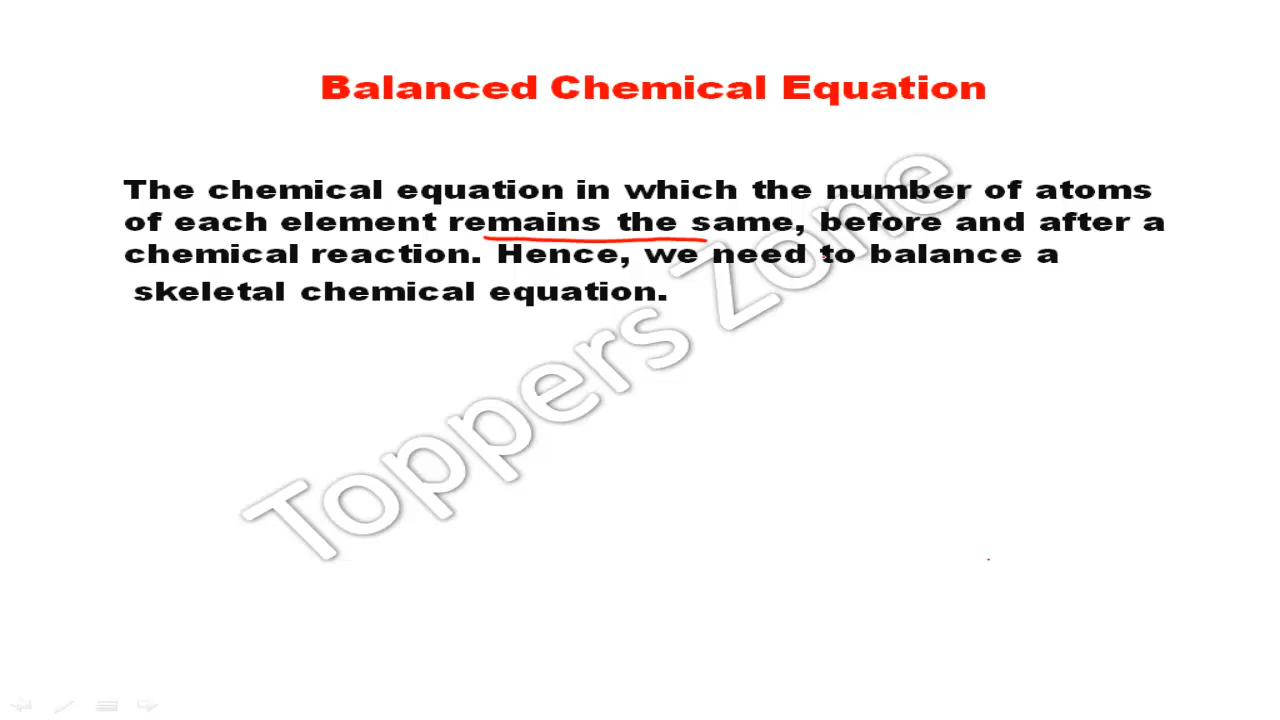 Balanced Chemical Equation
The chemical equation in which the number of atoms
of each element remains the same, before and after a
chemical reaction. Hence, we need to balance a
skeletal chemical equation.
Toppers Zone